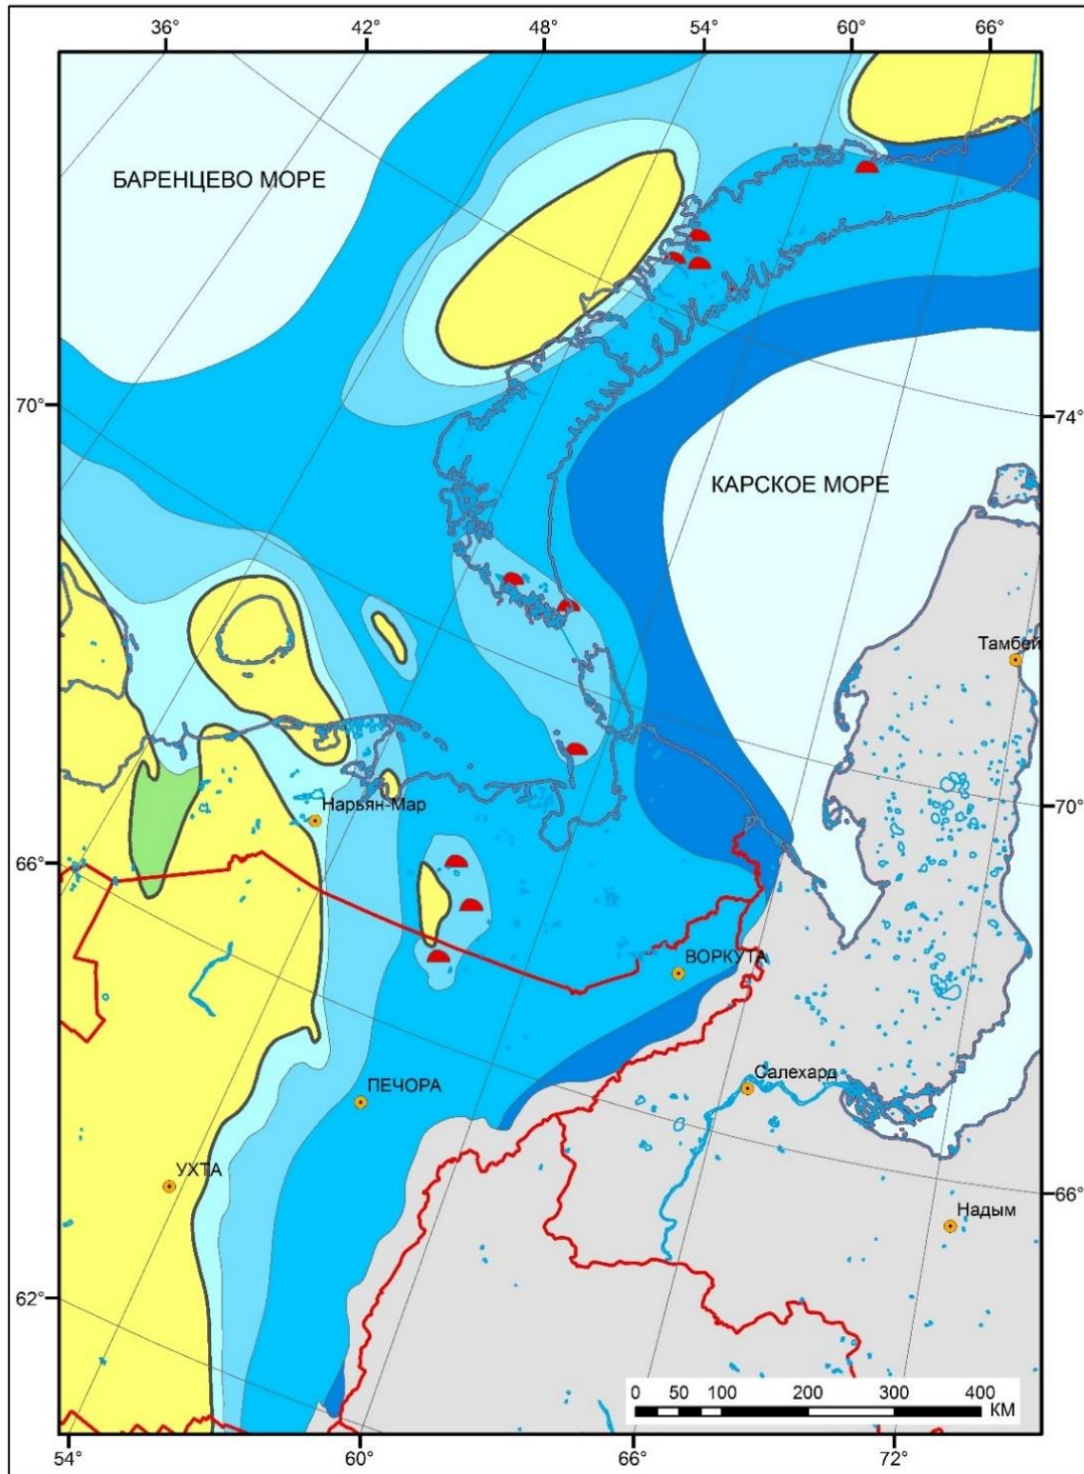 36° 42° 48° 54° 60° 66°
БАРЕНЦЕВО МОРЕ
70°
74°
КАРСКОЕ МОРЕ
Тамбей
Нарьян-Мар
70°
66°
ВОРКУТА
Салехард
ПЕЧОРА
УХТА
66°
Надым
62°
0 50 100 200 300 400
КМ
54° 60° 66° 72°